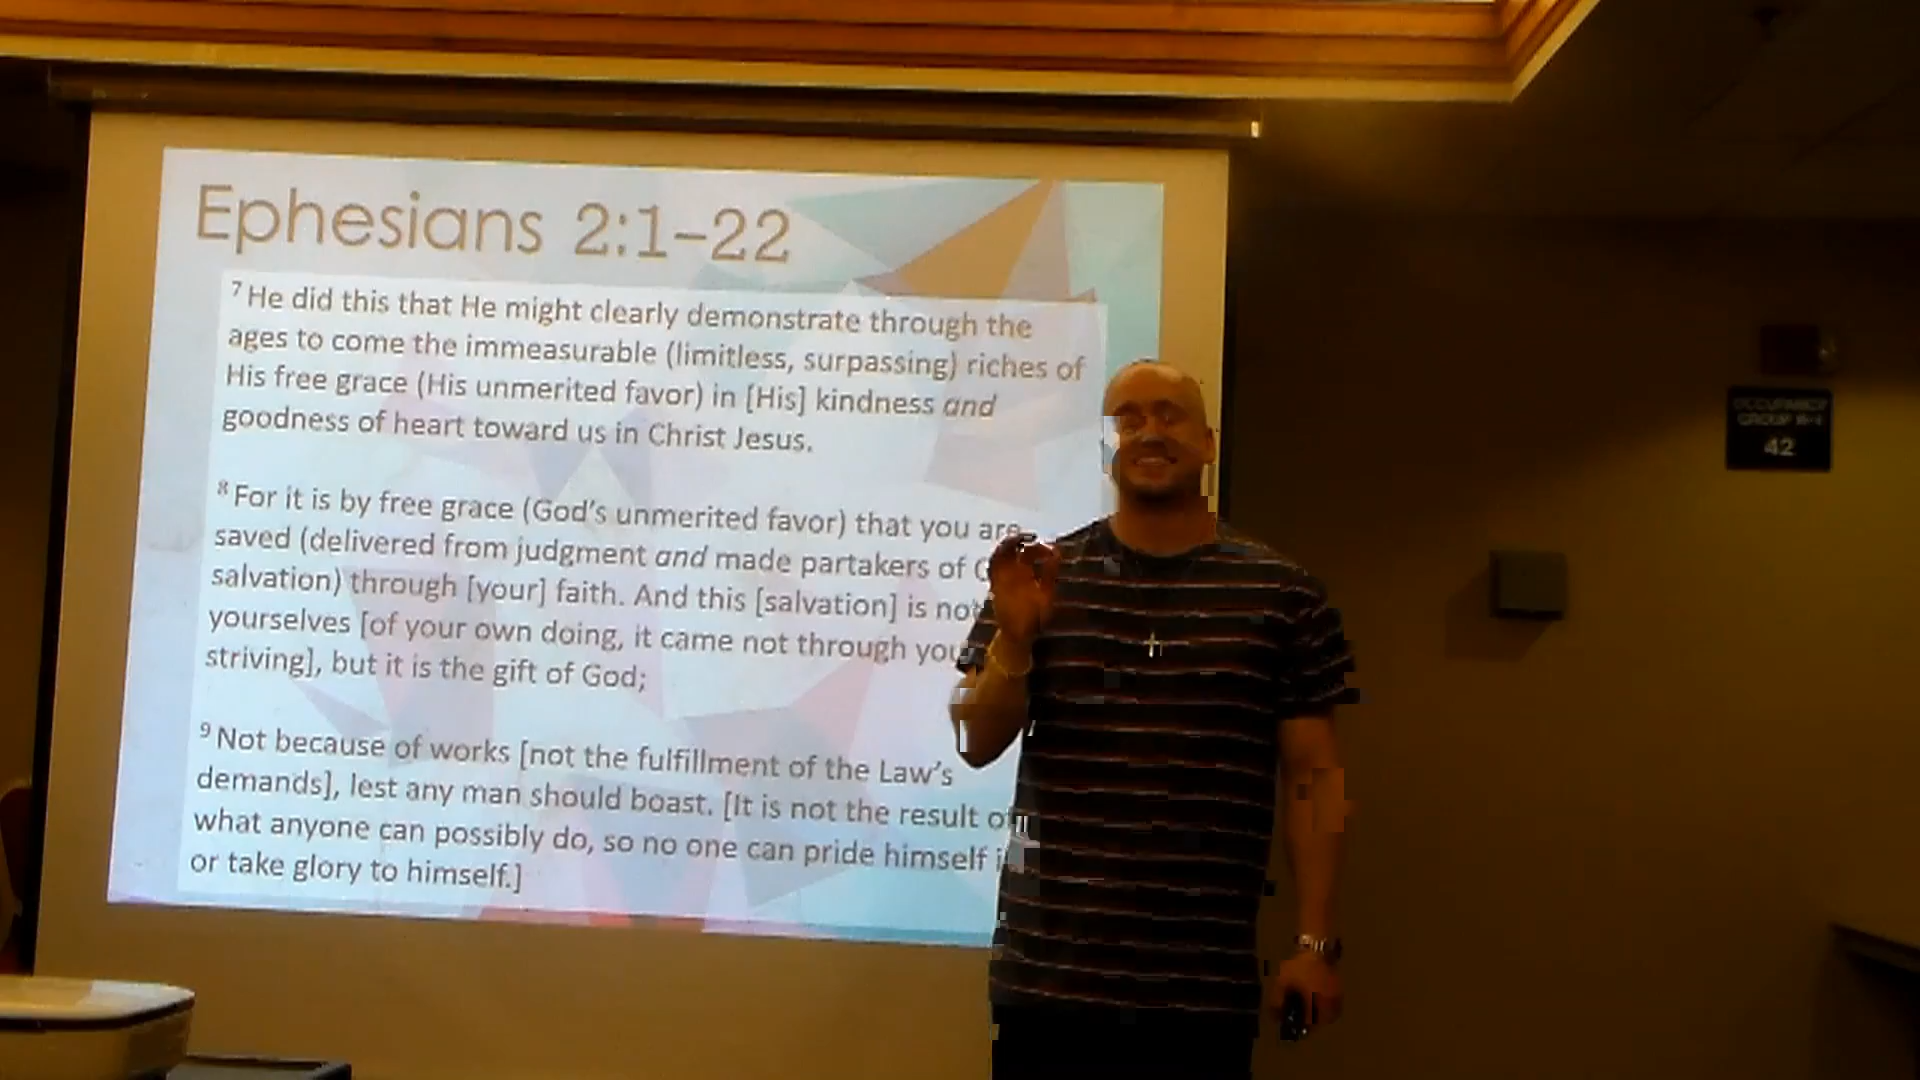 Ephesians 2:1–22
7 He did this that He might clearly demonstrate through the
ages to come the immeasurable (limitless, surpassing) riches of
His free grace (His unmerited favor) in [His] kindness and
goodness of heart toward us in Christ Jesus.
8 For it is by free grace (God's unmerited favor) that you are
saved (delivered from judgment and made partakers of
salvation) through [your] faith. And this [salvation] is not
yourselves [of your own doing, it came not through
striving], but it is the gift of God;
9 Not because of works [not the fulfillment of the Law's
demands], lest any man should boast. [It is not the result of
what anyone can possibly do, so no one can pride himself
or take glory to himself.]
OCCUPANCY
GROUP
42